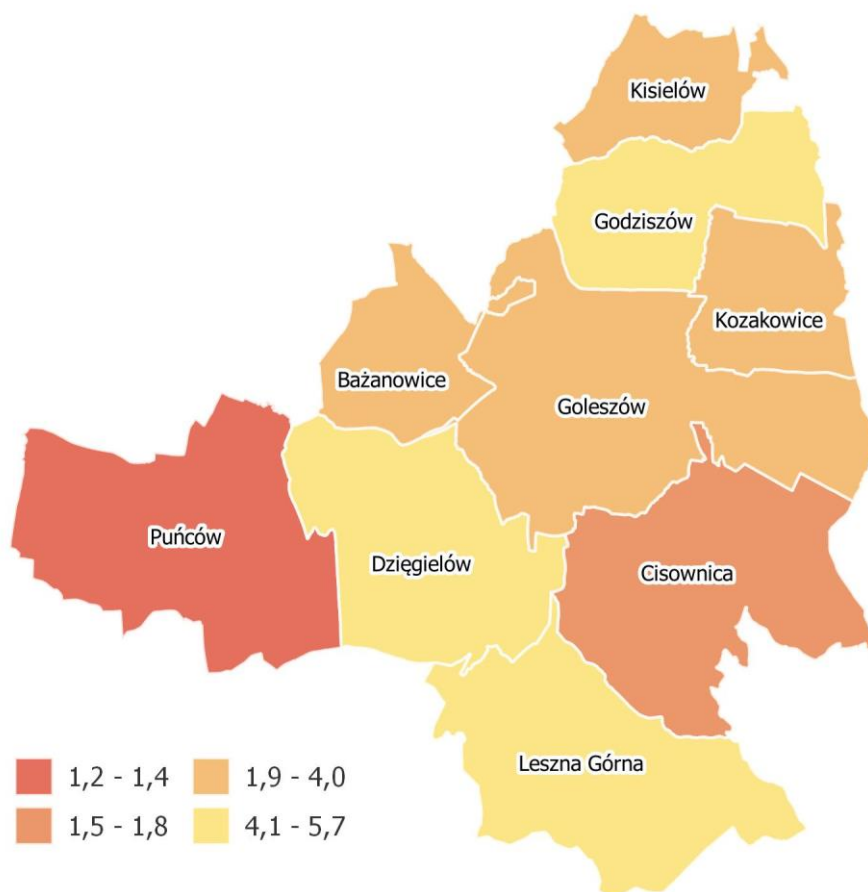 Kisielów
Godziszów
Kozakowice
Bażanowice
Goleszów
Puńców
Dzięgielów
Cisownica
Leszna Górna
1,2 - 1,4
1,9 - 4,0
1,5 - 1,8
4,1 - 5,7